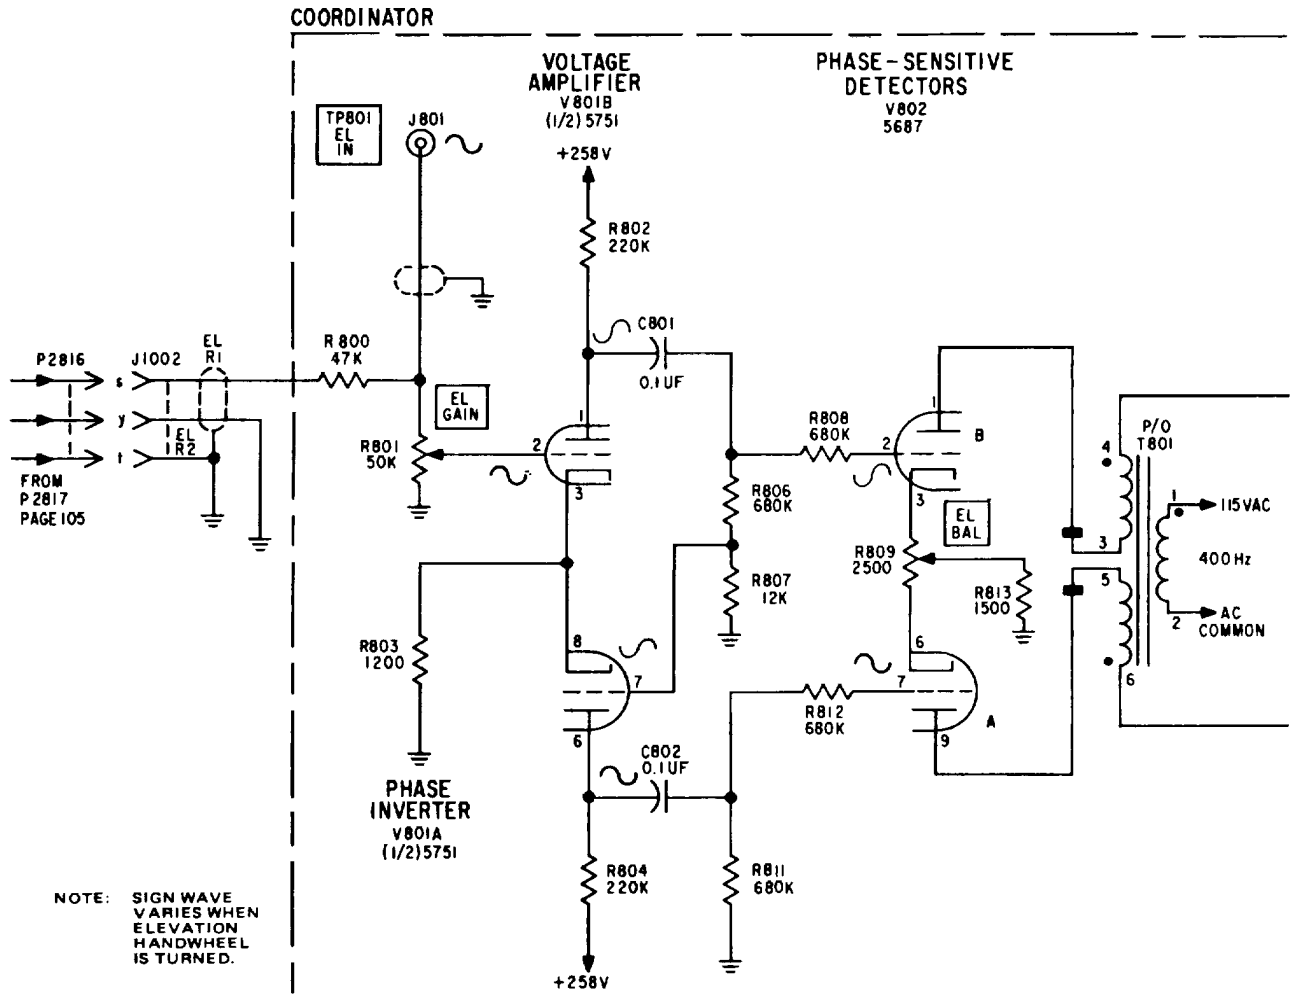 COORDINATOR
VOLTAGE
AMPLIFIER
V801B
(1/2) 5751
+258V
PHASE-SENSITIVE
DETECTORS
V802
5687
TP801
EL
IN
J801
R802
220K
C801
0.1UF
P2816
J1002
EL
R1
R800
47K
s
y
t
EL
R2
FROM
P2817
PAGE 105
EL
GAIN
R801
50K
1
2
3
R806
680K
R807
12K
R808
680K
1
2
3
B
EL
BAL
R809
2500
R813
1500
P/O
T801
4
3
5
6
1
2
115VAC
400Hz
AC
COMMON
R803
1200
8
7
6
6
7
9
A
R812
680K
C802
0.1UF
PHASE
INVERTER
V801A
(1/2) 5751
R804
220K
R811
680K
+258V
NOTE: SIGN WAVE
VARIES WHEN
ELEVATION
HANDWHEEL
IS TURNED.